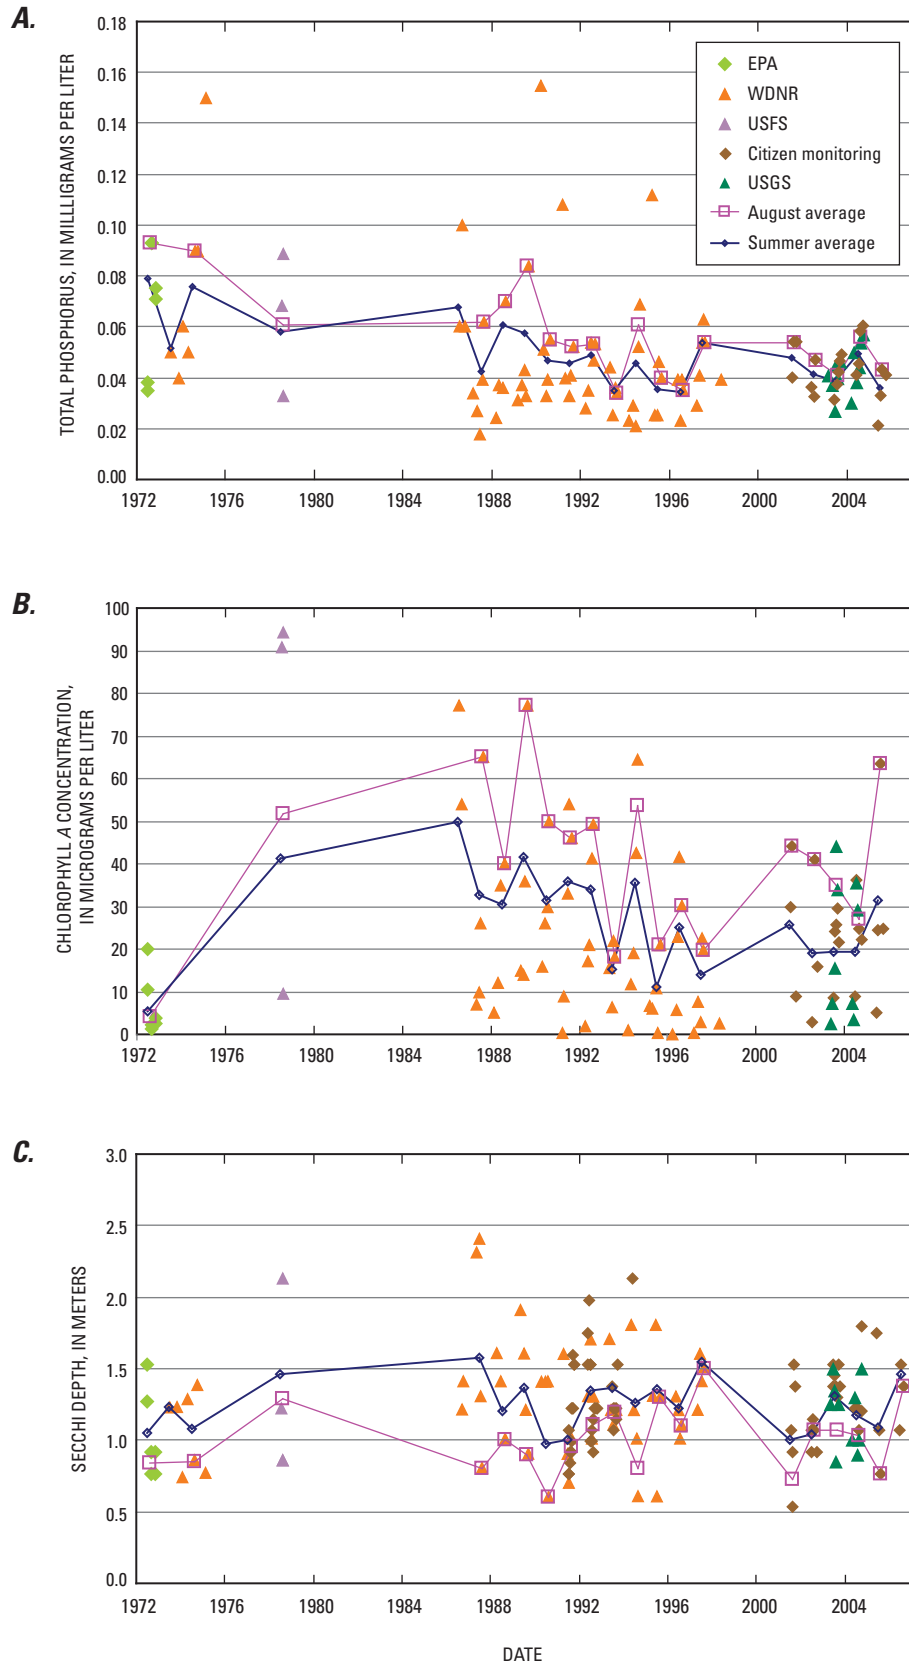 A.
TOTAL PHOSPHORUS, IN MILLLIGRAMS PER LITER
0.18
0.16
0.14
0.12
0.10
0.08
0.06
0.04
0.02
0.00
1972 1976 1980 1984 1988 1992 1996 2000 2004
EPA
WDNR
USFS
Citizen monitoring
USGS
August average
Summer average
B.
CHLOROPHYLL A CONCENTRATION,
IN MICROGRAMS PER LITER
100
90
80
70
60
50
40
30
20
10
0
1972 1976 1980 1984 1988 1992 1996 2000 2004
C.
SECCHI DEPTH, IN METERS
3.0
2.5
2.0
1.5
1.0
0.5
0.0
1972 1976 1980 1984 1988 1992 1996 2000 2004
DATE